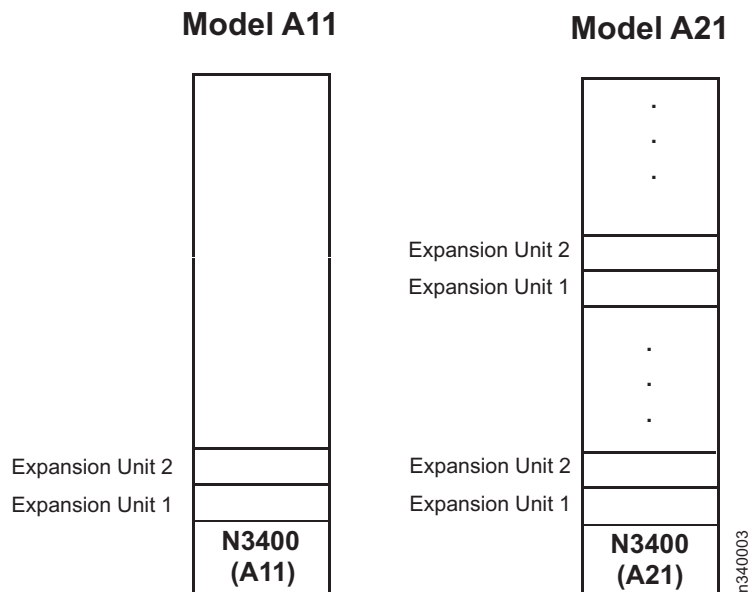 Model A11
Expansion Unit 2
Expansion Unit 1
N3400
(A11)
Model A21
.
.
.
Expansion Unit 2
Expansion Unit 1
.
.
.
Expansion Unit 2
Expansion Unit 1
N3400
(A21)
n340003